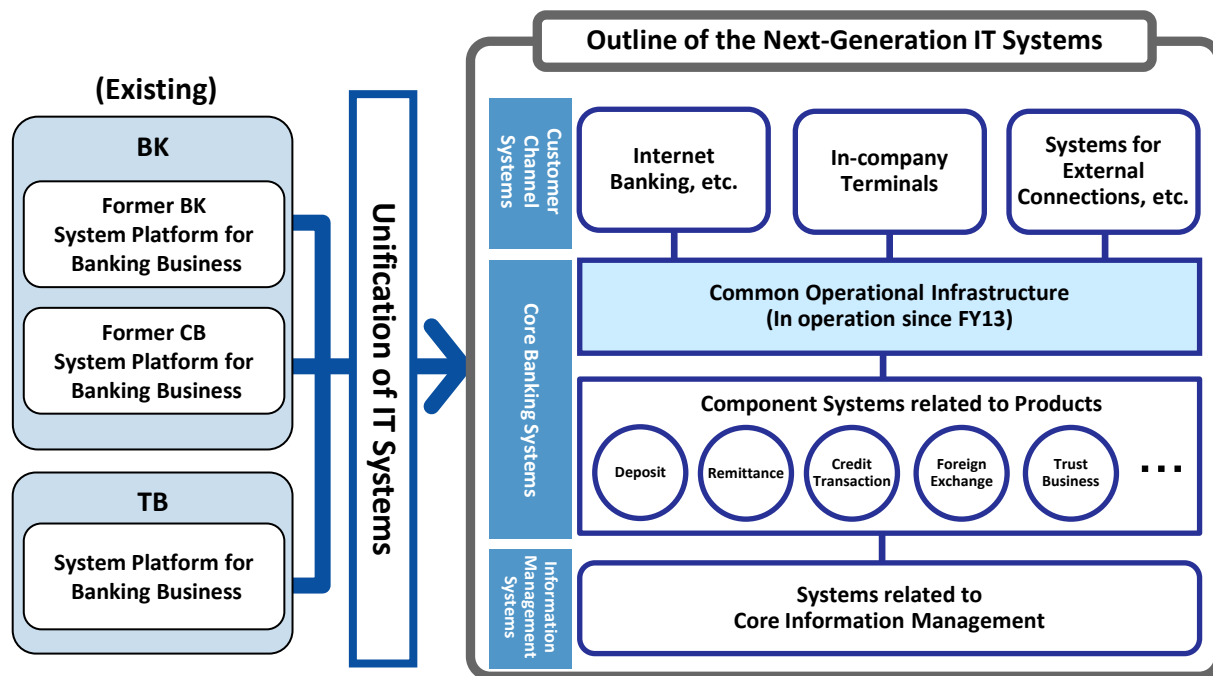 Outline of the Next-Generation IT Systems
(Existing)
BK
Former BK
System Platform for
Banking Business
Former CB
System Platform for
Banking Business
TB
System Platform for
Banking Business
Unification of IT Systems
Customer
Channel
Systems
Internet
Banking, etc.
In-company
Terminals
Systems for
External
Connections, etc.
Core Banking Systems
Common Operational Infrastructure
(In operation since FY13)
Component Systems related to Products
Deposit
Remittance
Credit
Transaction
Foreign
Exchange
Trust
Business
...
Information
Management
Systems
Systems related to
Core Information Management